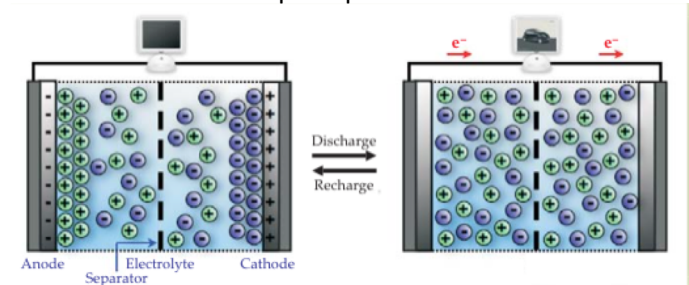 e⁻ e⁻
Discharge
Recharge
Anode Electrolyte Cathode
Separator